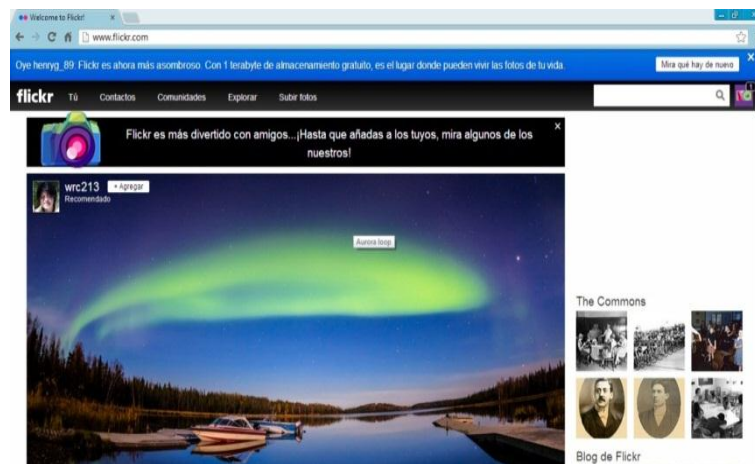 Welcome to Flickr!
www.flickr.com
Oye henryg_89: Flickr es ahora más asombroso. Con 1 terabyte de almacenamiento gratuito, es el lugar donde pueden vivir las fotos de tu vida.
Mira qué hay de nuevo
flickr Tú Contactos Comunidades Explorar Subir fotos
1
Flickr es más divertido con amigos...¡Hasta que añadas a los tuyos, mira algunos de los
nuestros!
wrc213 + Agregar
Recomendado
Aurora loop
The Commons
Blog de Flickr